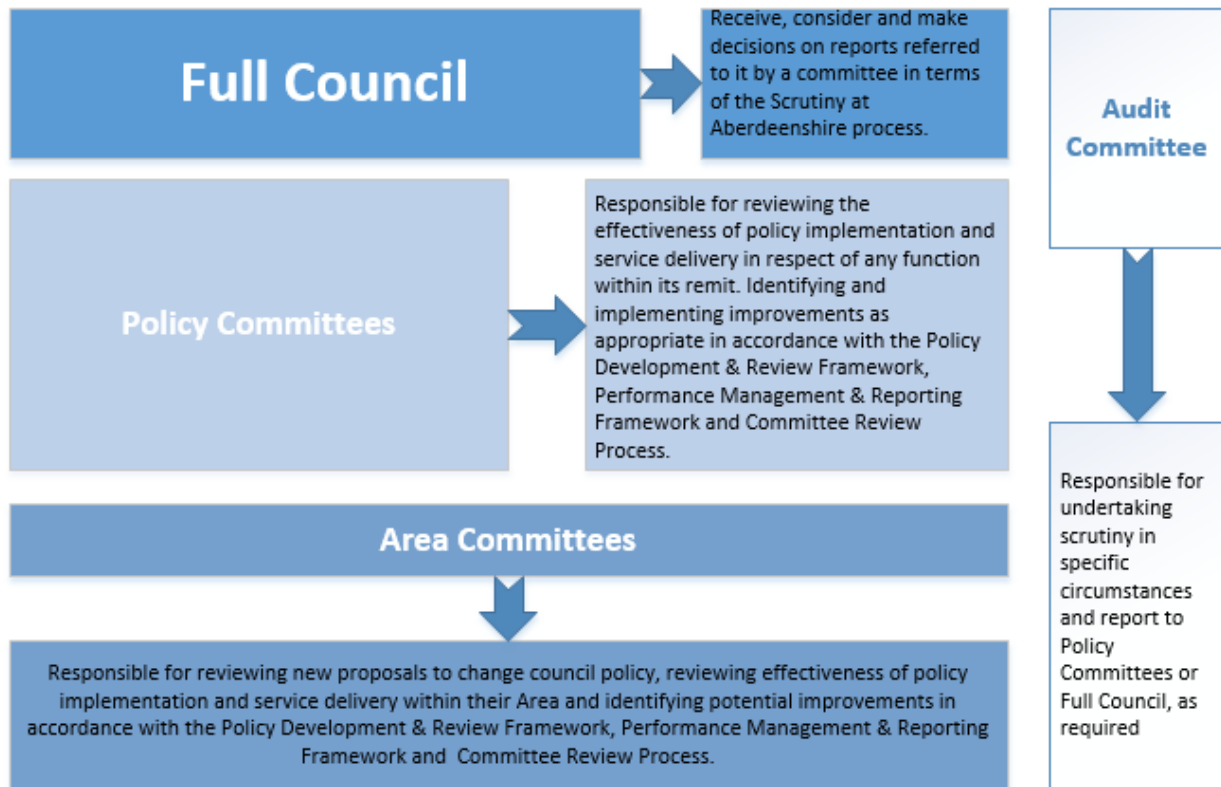 Full Council
Receive, consider and make
decisions on reports referred
to it by a committee in terms
of the Scrutiny at
Aberdeenshire process.
Policy Committees
Responsible for reviewing the
effectiveness of policy implementation and
service delivery in respect of any function
within its remit. Identifying and
implementing improvements as
appropriate in accordance with the Policy
Development & Review Framework,
Performance Management & Reporting
Framework and Committee Review
Process.
Area Committees
Responsible for reviewing new proposals to change council policy, reviewing effectiveness of policy
implementation and service delivery within their Area and identifying potential improvements in
accordance with the Policy Development & Review Framework, Performance Management & Reporting
Framework and  Committee Review Process.
Audit
Committee
Responsible for
undertaking
scrutiny in
specific
circumstances
and report to
Policy
Committees or
Full Council, as
required